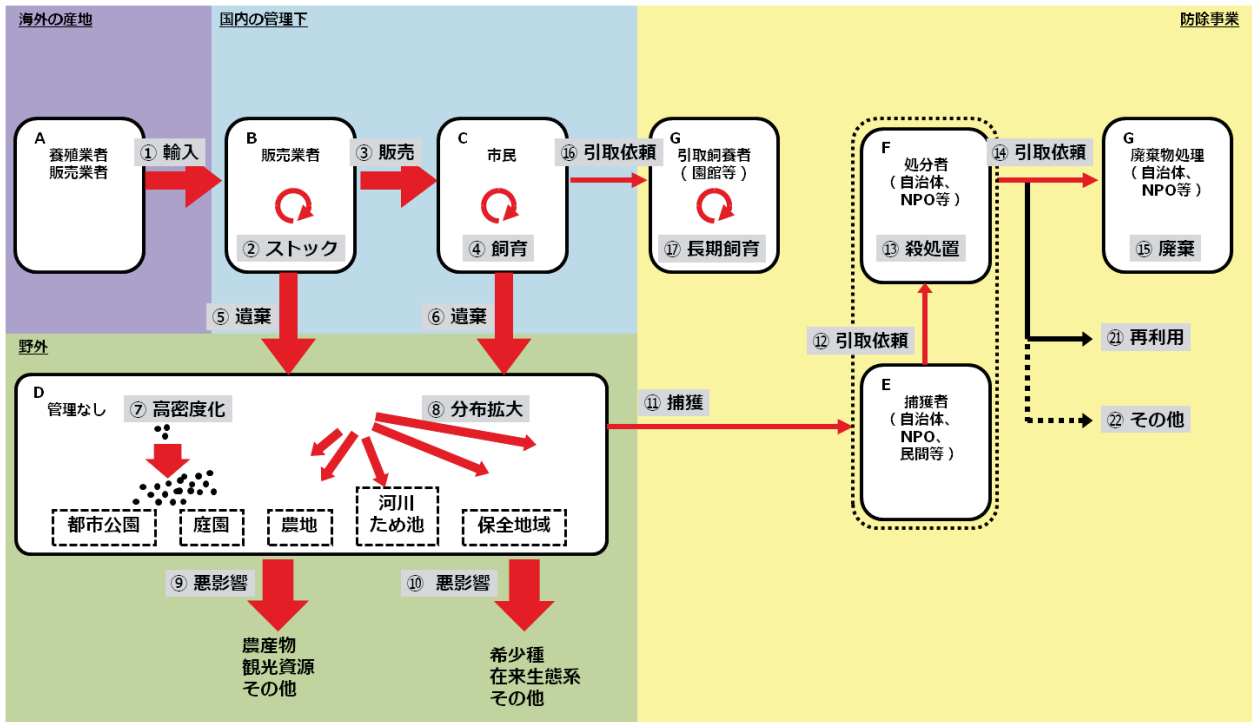 海外の産地
国内の管理下
防除事業
A
養殖業者
販売業者
① 輸入
B
販売業者
② ストック
③ 販売
C
市民
④ 飼育
⑯ 引取依頼
G
引取飼養者
(園館等)
⑰ 長期飼育
F
処分者
(自治体、
NPO等)
⑬ 殺処置
⑭ 引取依頼
G
廃棄物処理
(自治体、
NPO等)
⑮ 廃棄
⑤ 遺棄
⑥ 遺棄
野外
⑫ 引取依頼
㉑ 再利用
D
管理なし
⑦ 高密度化
⑧ 分布拡大
⑪ 捕獲
E
捕獲者
(自治体、
NPO、
民間等)
㉒ その他
都市公園
庭園
農地
河川
ため池
保全地域
⑨ 悪影響
⑩ 悪影響
農産物
観光資源
その他
希少種
在来生態系
その他